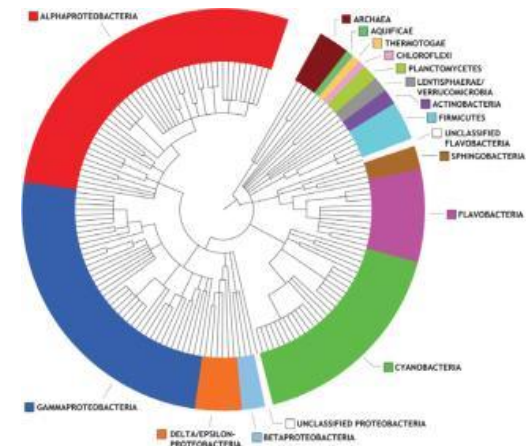 ALPHAPROTEOBACTERIA
ARCHAEA
AQUIFICAE
THERMOTOGAE
CHLOROFLEXI
PLANCTOMYCETES
LENTISPHAERAE/
VERRUCOMICROBIA
ACTINOBACTERIA
FIRMICUTES
UNCLASSIFIED
FLAVOBACTERIA
SPHINGOBACTERIA
FLAVOBACTERIA
CYANOBACTERIA
UNCLASSIFIED PROTEOBACTERIA
BETAPROTEOBACTERIA
DELTA/EPSILON-
PROTEOBACTERIA
GAMMAPROTEOBACTERIA